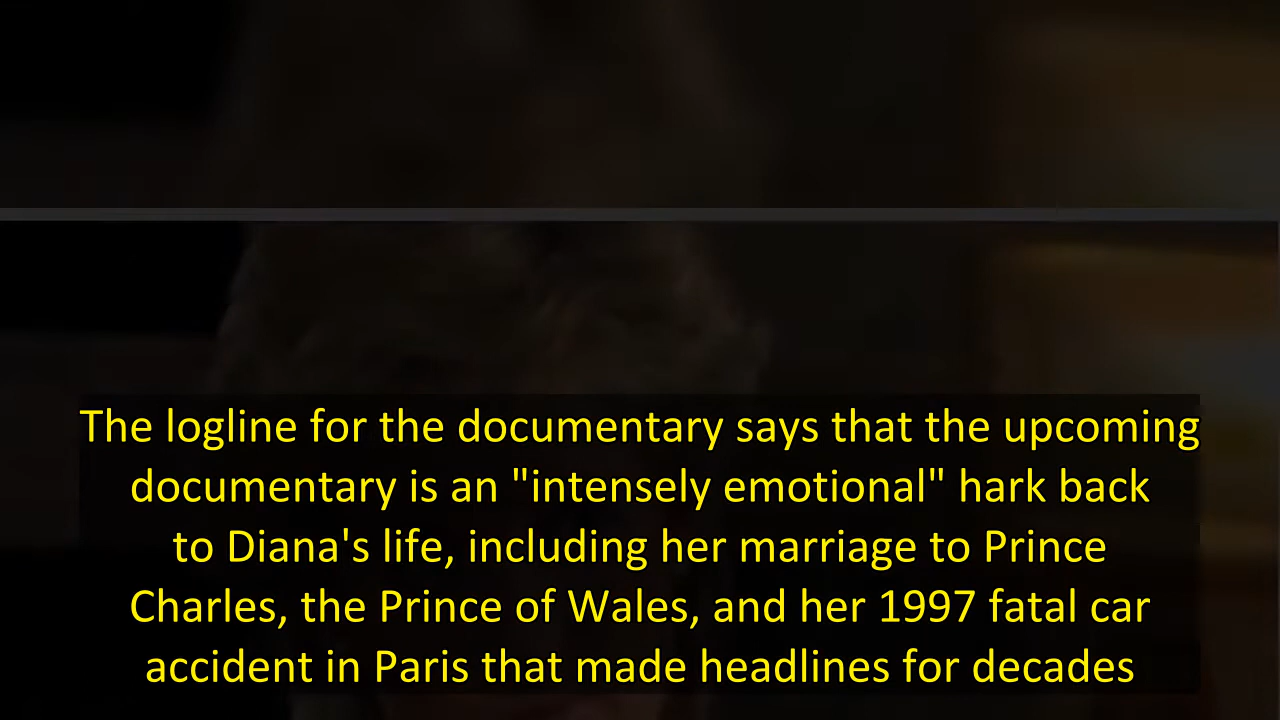 The logline for the documentary says that the upcoming
documentary is an "intensely emotional" hark back
to Diana's life, including her marriage to Prince
Charles, the Prince of Wales, and her 1997 fatal car
accident in Paris that made headlines for decades